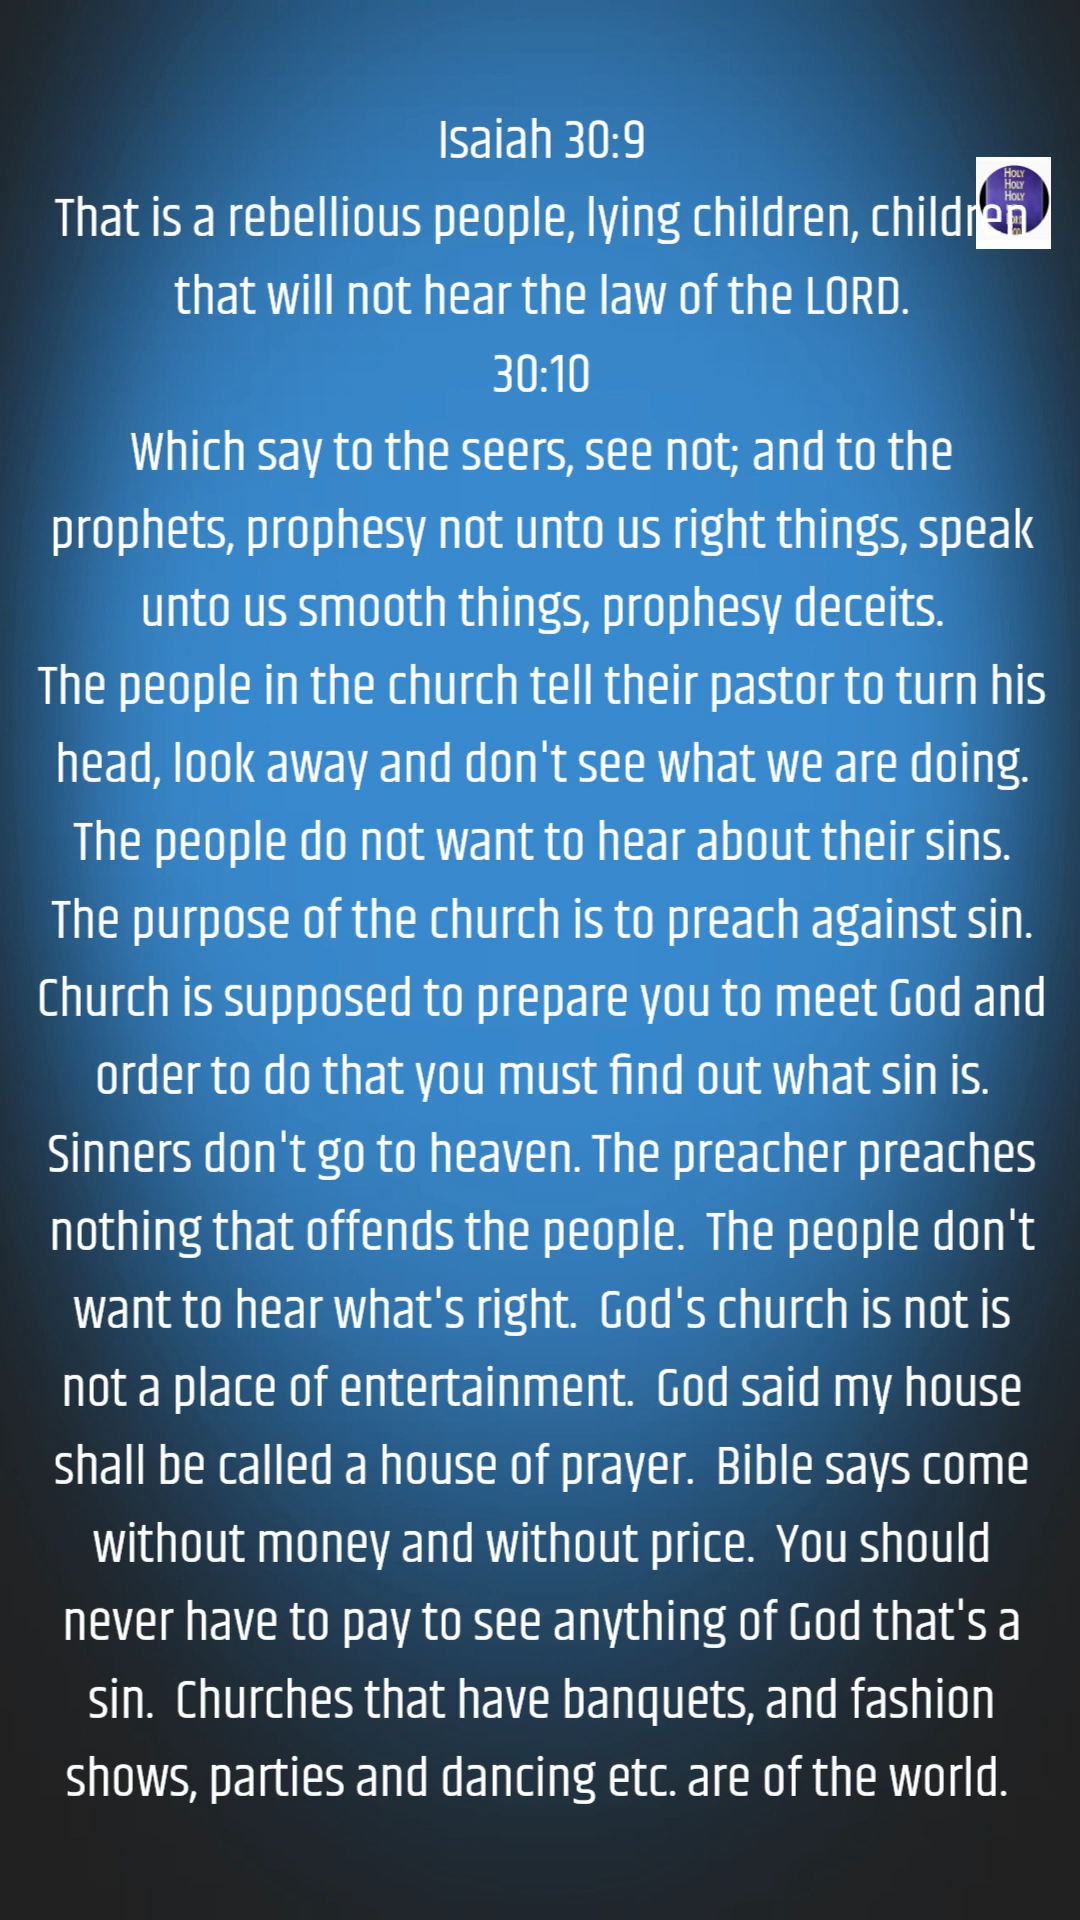 Isaiah 30:9
That is a rebellious people, lying children, children
that will not hear the law of the LORD.
30:10
Which say to the seers, see not; and to the
prophets, prophesy not unto us right things, speak
unto us smooth things, prophesy deceits.
The people in the church tell their pastor to turn his
head, look away and don't see what we are doing.
The people do not want to hear about their sins.
The purpose of the church is to preach against sin.
Church is supposed to prepare you to meet God and
order to do that you must find out what sin is.
Sinners don't go to heaven. The preacher preaches
nothing that offends the people.  The people don't
want to hear what's right.  God's church is not is
not a place of entertainment.  God said my house
shall be called a house of prayer.  Bible says come
without money and without price.  You should
never have to pay to see anything of God that's a
sin.  Churches that have banquets, and fashion
shows, parties and dancing etc. are of the world.
HOLY
HOLY
HOLY